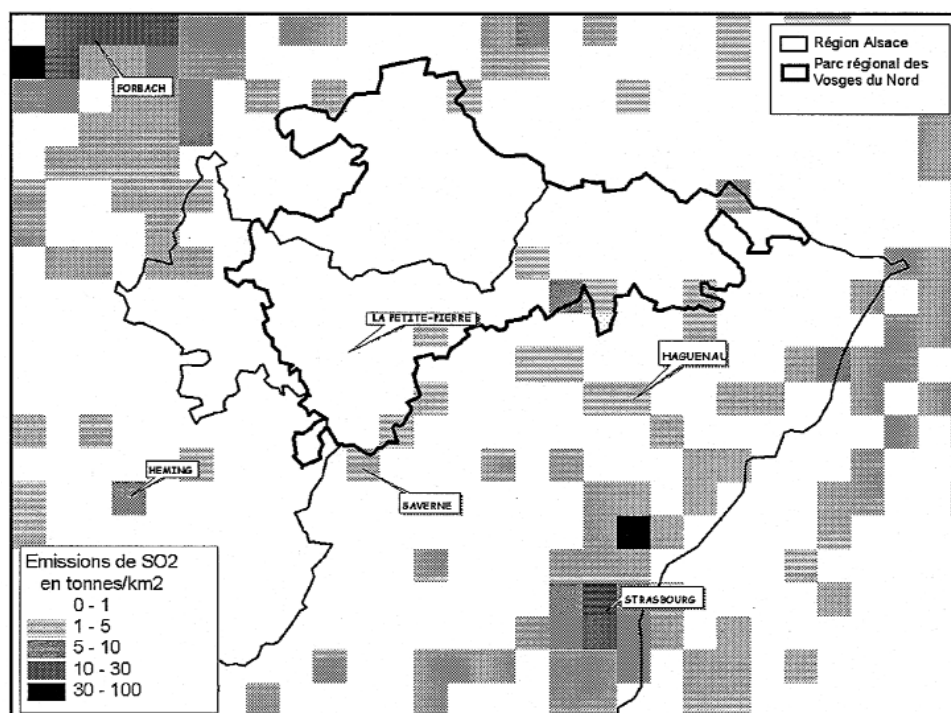 Région Alsace
Parc régional des
Vosges du Nord
FORBACH
LA PETITE-PIERRE
HAGUENAU
HEMING
SAVERNE
STRASBOURG
Emissions de SO2
en tonnes/km2
0 - 1
1 - 5
5 - 10
10 - 30
30 - 100